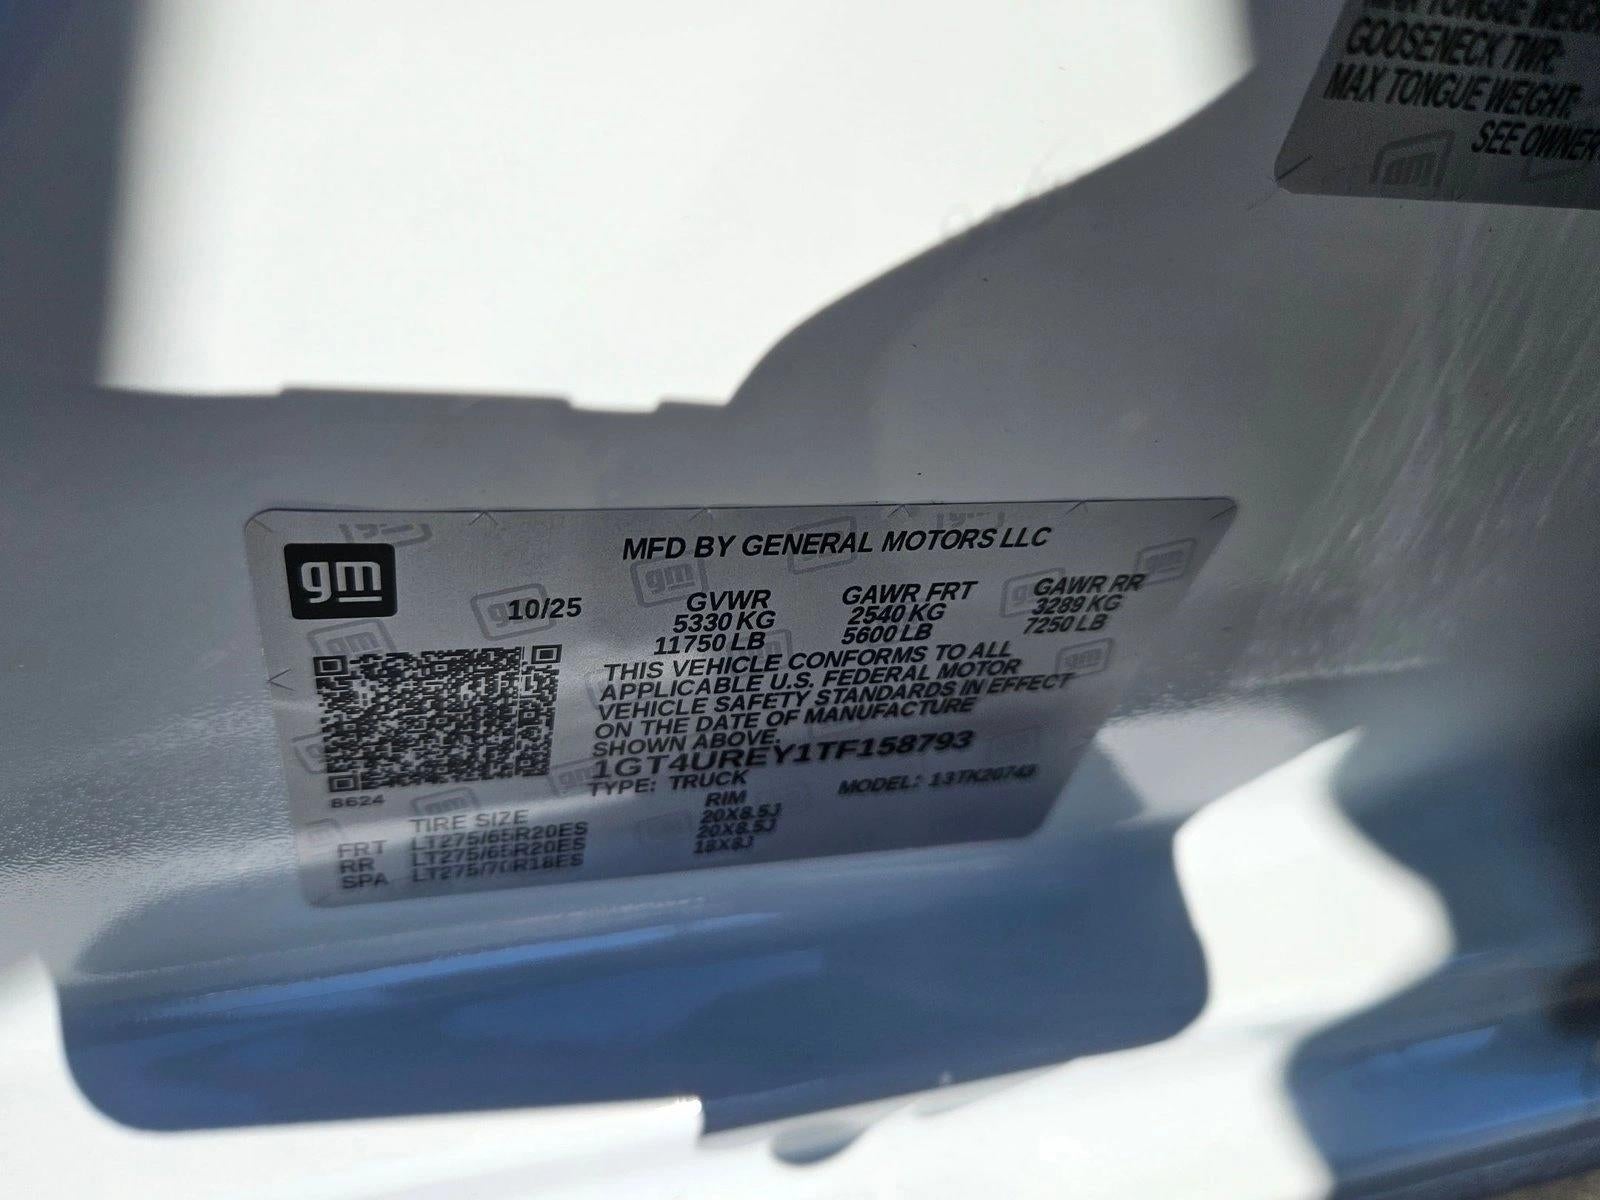 MAX TONGUE WEIGHT
GOOSENECK TWR:
MAX TONGUE WEIGHT:
SEE OWNER
gm
MFD BY GENERAL MOTORS LLC
10/25
GVWR GAWR FRT GAWR RR
5330 KG 2540 KG 3289 KG
11750 LB 5600 LB 7250 LB
THIS VEHICLE CONFORMS TO ALL
APPLICABLE U.S. FEDERAL MOTOR
VEHICLE SAFETY STANDARDS IN EFFECT
ON THE DATE OF MANUFACTURE
SHOWN ABOVE.
1GT4UREY1TF158793
TYPE: TRUCK MODEL: 13TK20743
8624
TIRE SIZE RIM
FRT LT275/65R20ES 20X8.5J
RR LT275/65R20ES 20X8.5J
SPA LT275/70R18ES 18X8J